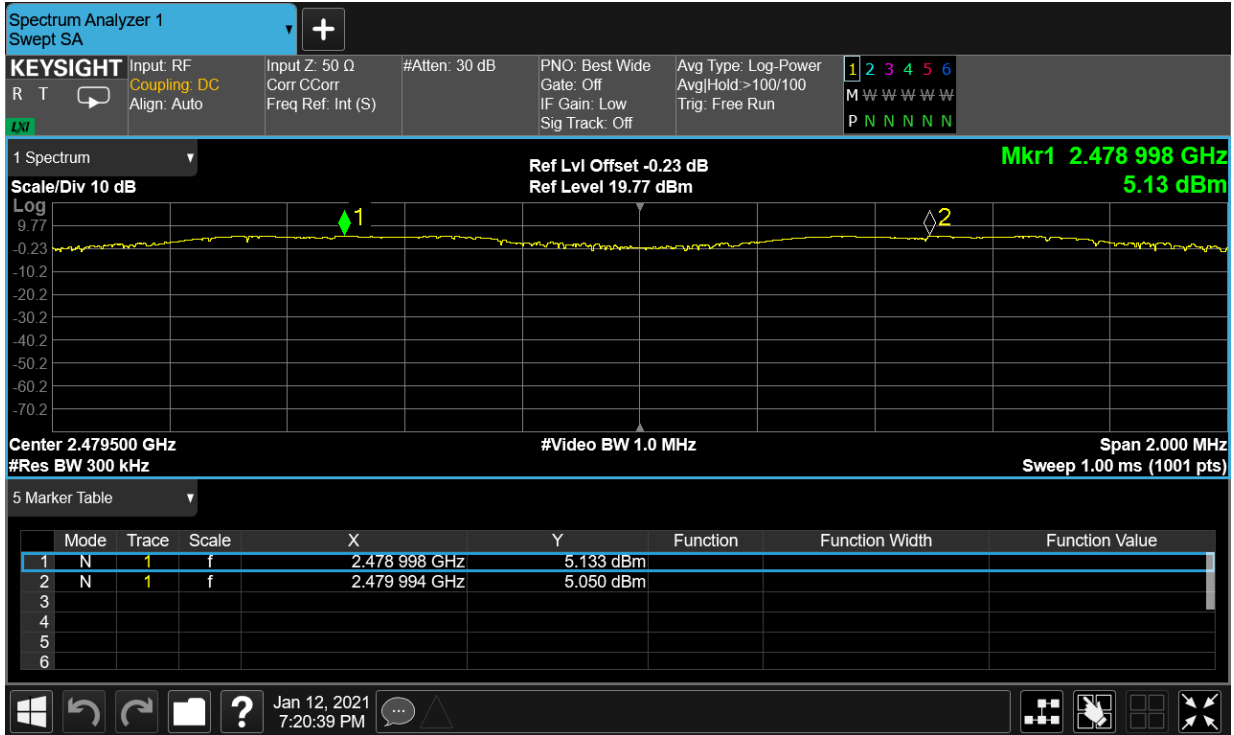 Spectrum Analyzer 1
Swept SA
+
KEYSIGHT
R T
LXI
Input: RF
Coupling: DC
Align: Auto
Input Z: 50 Ω
Corr CCorr
Freq Ref: Int (S)
#Atten: 30 dB
PNO: Best Wide
Gate: Off
IF Gain: Low
Sig Track: Off
Avg Type: Log-Power
Avg|Hold:>100/100
Trig: Free Run
1 2 3 4 5 6
M W W W W W
P N N N N N
1 Spectrum
Scale/Div 10 dB
Ref Lvl Offset -0.23 dB
Ref Level 19.77 dBm
Mkr1 2.478 998 GHz
5.13 dBm
Log
9.77
-0.23
-10.2
-20.2
-30.2
-40.2
-50.2
-60.2
-70.2
1
2
Center 2.479500 GHz
#Res BW 300 kHz
#Video BW 1.0 MHz
Span 2.000 MHz
Sweep 1.00 ms (1001 pts)
5 Marker Table
Mode Trace Scale X Y Function Function Width Function Value
1 N 1 f 2.478 998 GHz 5.133 dBm
2 N 1 f 2.479 994 GHz 5.050 dBm
3
4
5
6
?
Jan 12, 2021
7:20:39 PM